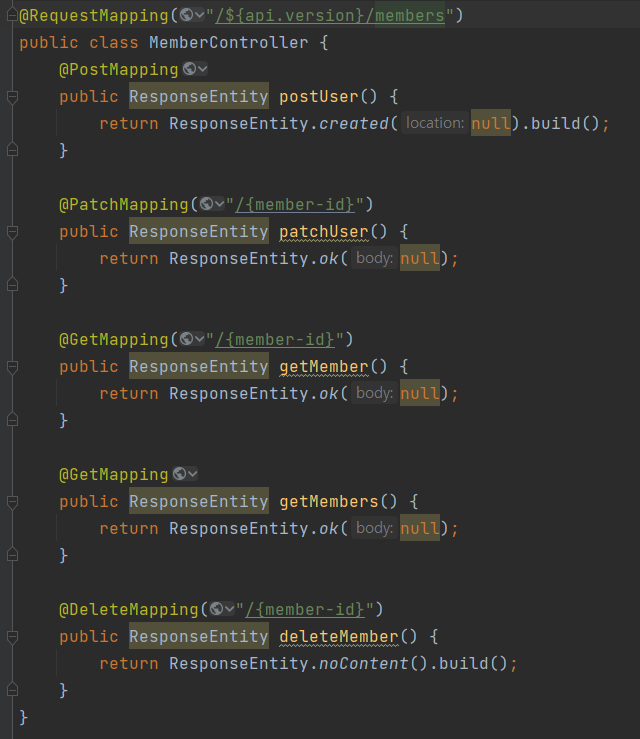 @RequestMapping("/${api.version}/members")
public class MemberController {
    @PostMapping
    public ResponseEntity postUser() {
        return ResponseEntity.created( location: null).build();
    }

    @PatchMapping("/{member-id}")
    public ResponseEntity patchUser() {
        return ResponseEntity.ok( body: null);
    }

    @GetMapping("/{member-id}")
    public ResponseEntity getMember() {
        return ResponseEntity.ok( body: null);
    }

    @GetMapping
    public ResponseEntity getMembers() {
        return ResponseEntity.ok( body: null);
    }

    @DeleteMapping("/{member-id}")
    public ResponseEntity deleteMember() {
        return ResponseEntity.noContent().build();
    }
}